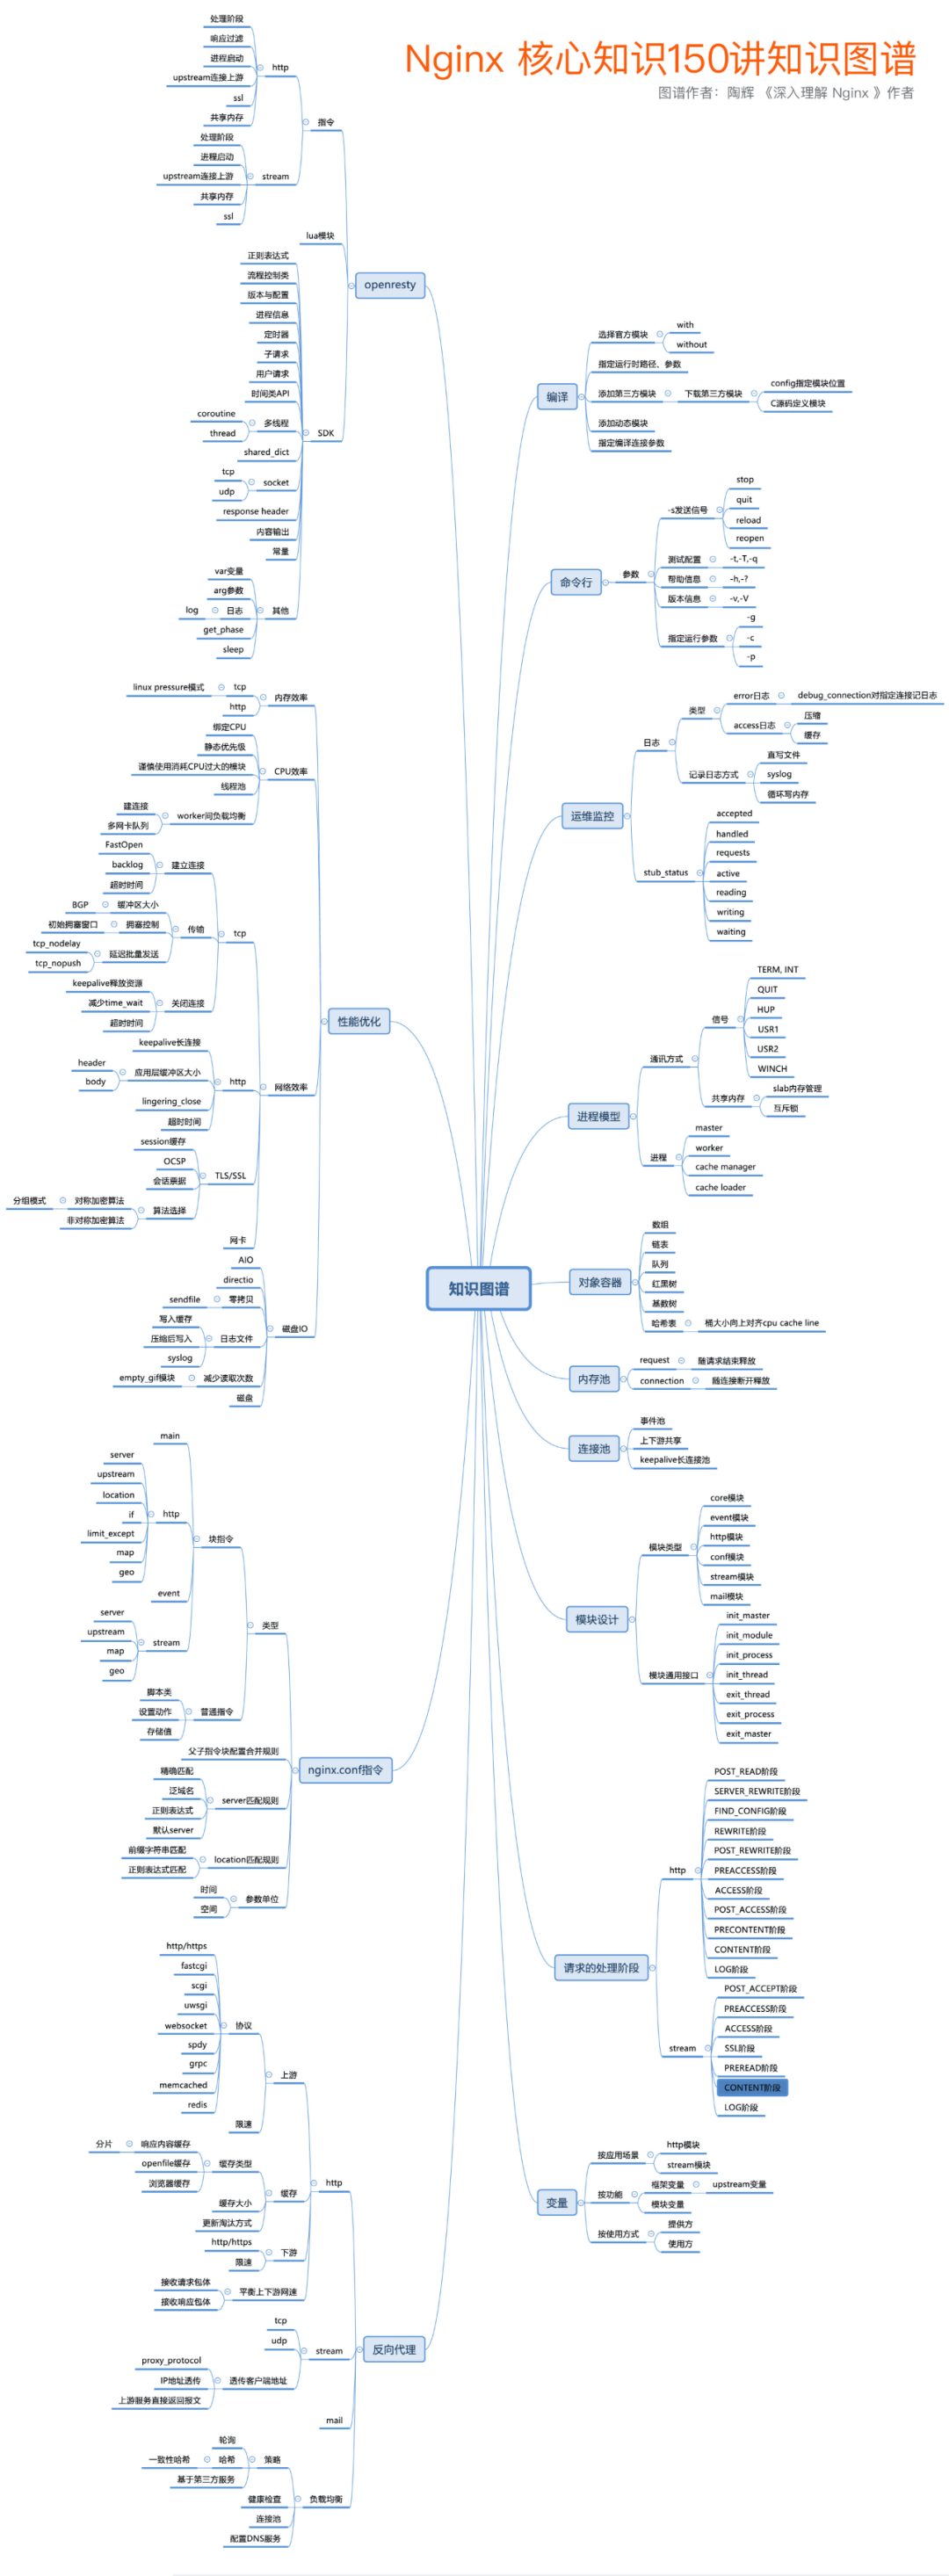 Nginx 核心知识150讲知识图谱
图谱作者：陶辉 《深入理解 Nginx 》作者
知识图谱
openresty
指令
http
处理阶段
响应过滤
进程启动
upstream连接上游
ssl
共享内存
stream
处理阶段
进程启动
upstream连接上游
共享内存
ssl
lua模块
SDK
正则表达式
流程控制类
版本与配置
进程信息
定时器
子请求
用户请求
时间类API
多线程
coroutine
thread
shared_dict
socket
tcp
udp
response header
内容输出
常量
其他
var变量
arg参数
日志
log
get_phase
sleep
性能优化
内存效率
tcp
linux pressure模式
http
CPU效率
绑定CPU
静态优先级
谨慎使用消耗CPU过大的模块
线程池
worker间负载均衡
建连接
多网卡队列
网络效率
tcp
建立连接
FastOpen
backlog
超时时间
传输
缓冲区大小
BGP
拥塞控制
初始拥塞窗口
延迟批量发送
tcp_nodelay
tcp_nopush
关闭连接
keepalive释放资源
减少time_wait
超时时间
http
keepalive长连接
应用层缓冲区大小
header
body
lingering_close
超时时间
TLS/SSL
session缓存
OCSP
会话票据
算法选择
对称加密算法
分组模式
非对称加密算法
网卡
磁盘IO
AIO
directio
零拷贝
sendfile
日志文件
写入缓存
压缩后写入
syslog
减少读取次数
empty_gif模块
磁盘
nginx.conf指令
类型
块指令
main
http
server
upstream
location
if
limit_except
map
geo
event
stream
server
upstream
map
geo
普通指令
脚本类
设置动作
存储值
父子指令块配置合并规则
server匹配规则
精确匹配
泛域名
正则表达式
默认server
location匹配规则
前缀字符串匹配
正则表达式匹配
参数单位
时间
空间
反向代理
http
上游
协议
http/https
fastcgi
scgi
uwsgi
websocket
spdy
grpc
memcached
redis
限速
缓存
缓存类型
响应内容缓存
分片
openfile缓存
浏览器缓存
缓存大小
更新淘汰方式
下游
http/https
限速
平衡上下游网速
接收请求包体
接收响应包体
stream
tcp
udp
透传客户端地址
proxy_protocol
IP地址透传
上游服务直接返回报文
mail
负载均衡
策略
轮询
哈希
一致性哈希
基于第三方服务
健康检查
连接池
配置DNS服务
编译
选择官方模块
with
without
指定运行时路径、参数
添加第三方模块
下载第三方模块
config指定模块位置
C源码定义模块
添加动态模块
指定编译连接参数
命令行
参数
-s发送信号
stop
quit
reload
reopen
测试配置
-t,-T,-q
帮助信息
-h,-?
版本信息
-v,-V
指定运行参数
-g
-c
-p
运维监控
日志
类型
error日志
debug_connection对指定连接记日志
access日志
压缩
缓存
记录日志方式
直写文件
syslog
循环写内存
stub_status
accepted
handled
requests
active
reading
writing
waiting
进程模型
通讯方式
信号
TERM, INT
QUIT
HUP
USR1
USR2
WINCH
共享内存
slab内存管理
互斥锁
进程
master
worker
cache manager
cache loader
对象容器
数组
链表
队列
红黑树
基数树
哈希表
桶大小向上对齐cpu cache line
内存池
request
随请求结束释放
connection
随连接断开释放
连接池
事件池
上下游共享
keepalive长连接池
模块设计
模块类型
core模块
event模块
http模块
conf模块
stream模块
mail模块
模块通用接口
init_master
init_module
init_process
init_thread
exit_thread
exit_process
exit_master
请求的处理阶段
http
POST_READ阶段
SERVER_REWRITE阶段
FIND_CONFIG阶段
REWRITE阶段
POST_REWRITE阶段
PREACCESS阶段
ACCESS阶段
POST_ACCESS阶段
PRECONTENT阶段
CONTENT阶段
LOG阶段
stream
POST_ACCEPT阶段
PREACCESS阶段
ACCESS阶段
SSL阶段
PREREAD阶段
CONTENT阶段
LOG阶段
变量
按应用场景
http模块
stream模块
按功能
框架变量
upstream变量
模块变量
按使用方式
提供方
使用方